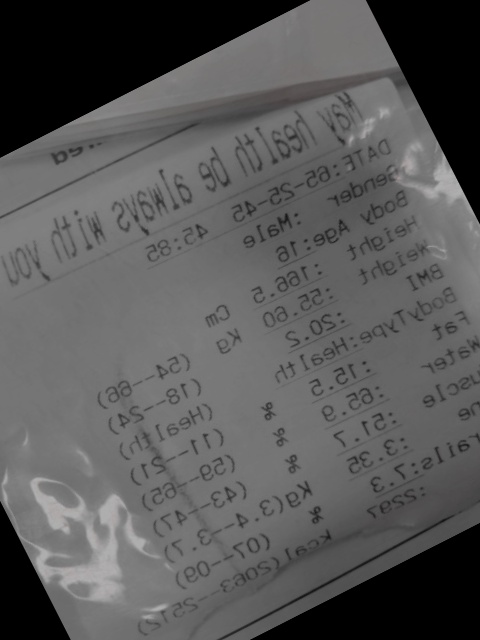 May health be always with you
DATE:65-25-45 45:85
Gender :Male
Body Age:16
Height :166.5 Cm
Weight :55.60 Kg (54--66)
BMI :20.2 (18--24)
BodyType:Health (Health)
Fat :15.5 % (11--21)
Water :65.9 % (59--65)
uscle :51.7 % (43--47)
ne :3.35 Kg(3.4--3.7)
rails:7.3 % (07--09)
:2297 Kcal(2063--2512)